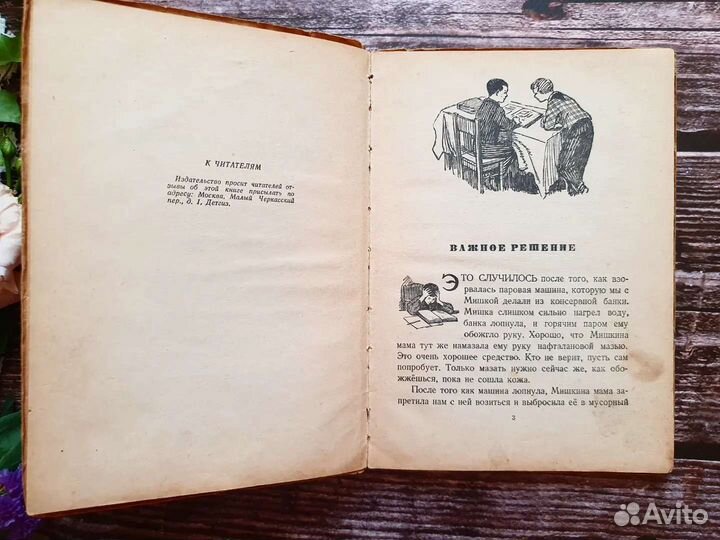 К ЧИТАТЕЛЯМ
Издательство просит читателей от-
зывы об этой книге присылать по
адресу: Москва, Малый Черкасский
пер., д. 1, Детгиз.
ВАЖНОЕ РЕШЕНИЕ
ЭТО СЛУЧИЛОСЬ после того, как взо-
рвалась паровая машина, которую мы с
Мишкой делали из консервной банки.
Мишка слишком сильно нагрел воду,
банка лопнула, и горячим паром ему
обожгло руку. Хорошо, что Мишкина
мама тут же намазала ему руку нафталановой мазью.
Это очень хорошее средство. Кто не верит, пусть сам
попробует. Только мазать нужно сейчас же, как обо-
жжёшься, пока не сошла кожа.
После того как машина лопнула, Мишкина мама за-
претила нам с ней возиться и выбросила её в мусорный
3
Avito